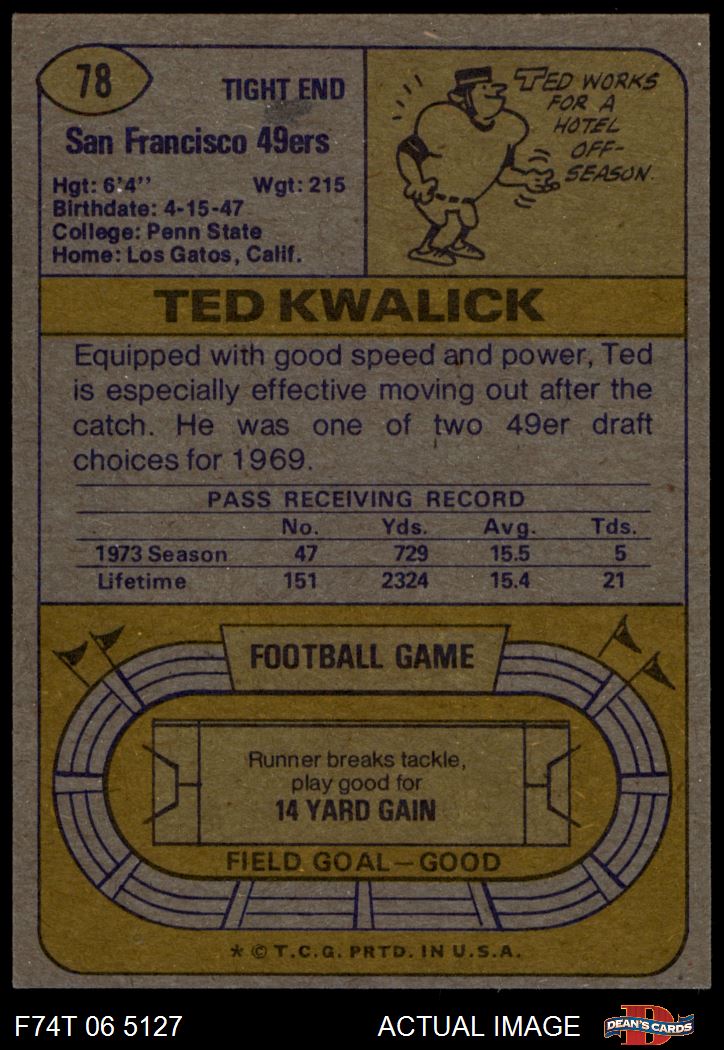 78
TIGHT END
San Francisco 49ers
Hgt: 6'4" Wgt: 215
Birthdate: 4-15-47
College: Penn State
Home: Los Gatos, Calif.
TED WORKS
FOR A
HOTEL
OFF-
SEASON.
TED KWALICK
Equipped with good speed and power, Ted
is especially effective moving out after the
catch. He was one of two 49er draft
choices for 1969.
PASS RECEIVING RECORD
No. Yds. Avg. Tds.
1973 Season 47 729 15.5 5
Lifetime 151 2324 15.4 21
FOOTBALL GAME
Runner breaks tackle,
play good for
14 YARD GAIN
FIELD GOAL—GOOD
* © T.C.G. PRTD. IN U.S.A.
F74T 06 5127 ACTUAL IMAGE DEAN'S CARDS